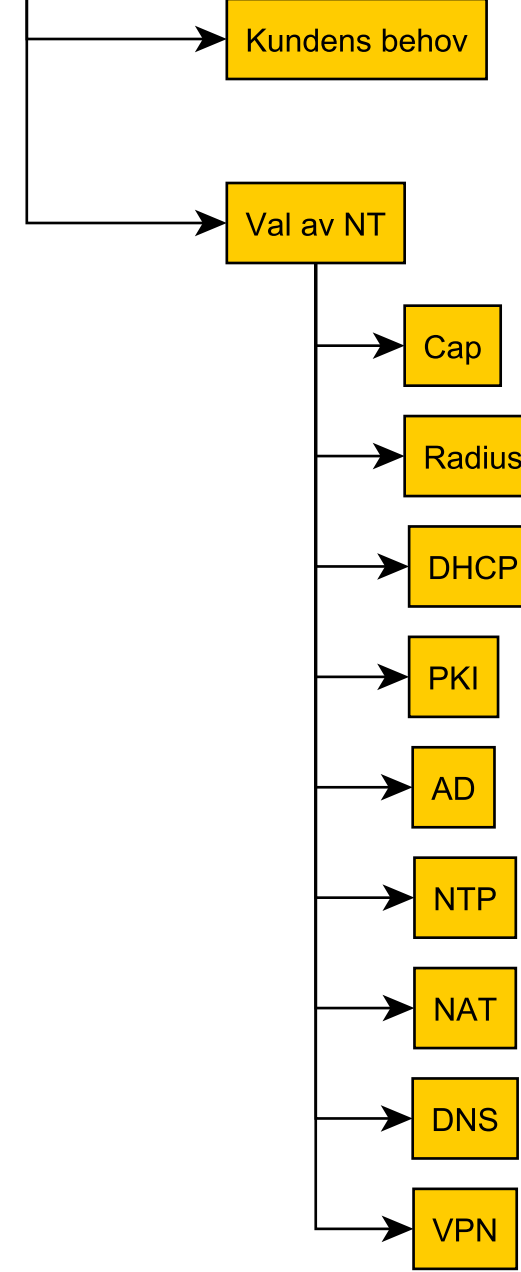 Kundens behov
Val av NT
Cap
Radius
DHCP
PKI
AD
NTP
NAT
DNS
VPN